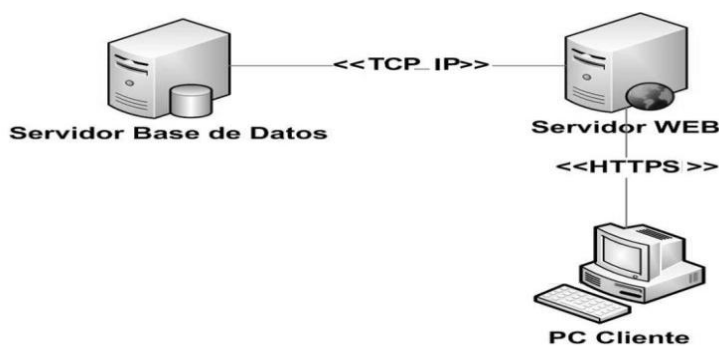 <<TCP_IP>>
Servidor Base de Datos
Servidor WEB
<<HTTPS>>
PC Cliente